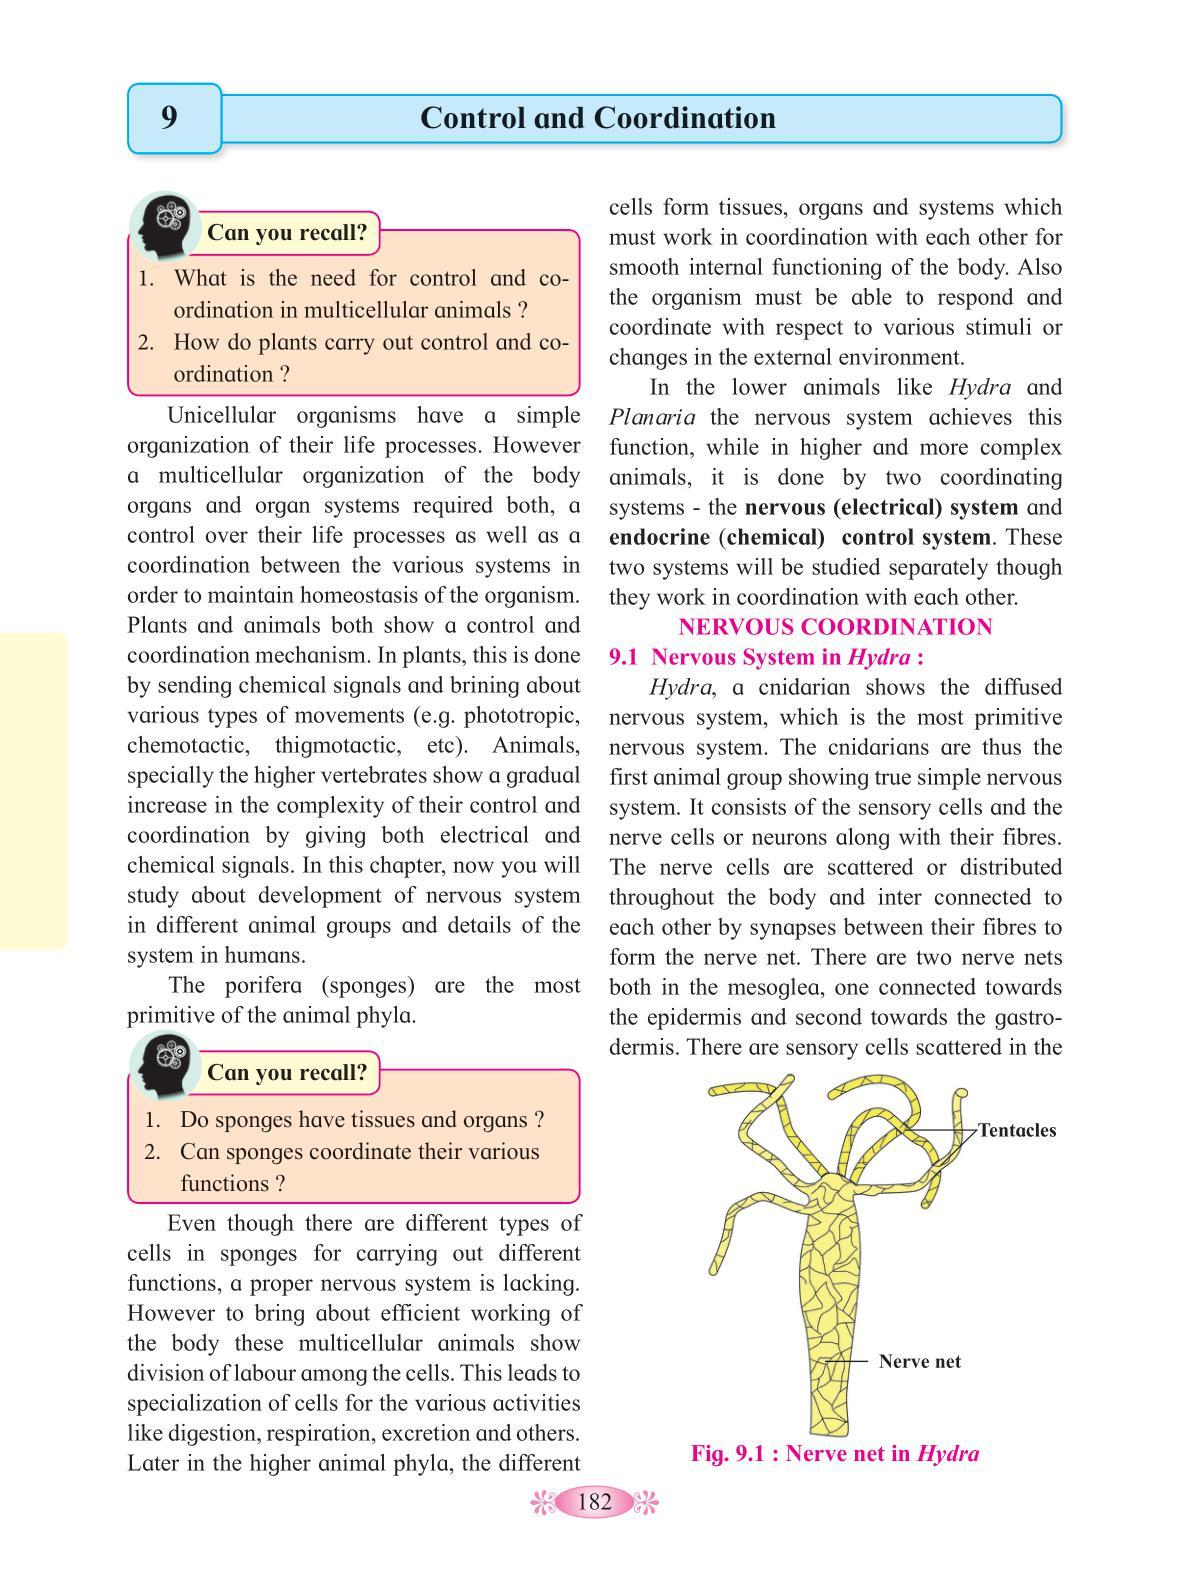 9
Control and Coordination
Can you recall?
1. What is the need for control and co-
ordination in multicellular animals ?
2. How do plants carry out control and co-
ordination ?
Unicellular organisms have a simple
organization of their life processes. However
a multicellular organization of the body
organs and organ systems required both, a
control over their life processes as well as a
coordination between the various systems in
order to maintain homeostasis of the organism.
Plants and animals both show a control and
coordination mechanism. In plants, this is done
by sending chemical signals and brining about
various types of movements (e.g. phototropic,
chemotactic, thigmotactic, etc). Animals,
specially the higher vertebrates show a gradual
increase in the complexity of their control and
coordination by giving both electrical and
chemical signals. In this chapter, now you will
study about development of nervous system
in different animal groups and details of the
system in humans.
The porifera (sponges) are the most
primitive of the animal phyla.
Can you recall?
1. Do sponges have tissues and organs ?
2. Can sponges coordinate their various
functions ?
Even though there are different types of
cells in sponges for carrying out different
functions, a proper nervous system is lacking.
However to bring about efficient working of
the body these multicellular animals show
division of labour among the cells. This leads to
specialization of cells for the various activities
like digestion, respiration, excretion and others.
Later in the higher animal phyla, the different
cells form tissues, organs and systems which
must work in coordination with each other for
smooth internal functioning of the body. Also
the organism must be able to respond and
coordinate with respect to various stimuli or
changes in the external environment.
In the lower animals like Hydra and
Planaria the nervous system achieves this
function, while in higher and more complex
animals, it is done by two coordinating
systems - the nervous (electrical) system and
endocrine (chemical) control system. These
two systems will be studied separately though
they work in coordination with each other.
NERVOUS COORDINATION
9.1 Nervous System in Hydra :
Hydra, a cnidarian shows the diffused
nervous system, which is the most primitive
nervous system. The cnidarians are thus the
first animal group showing true simple nervous
system. It consists of the sensory cells and the
nerve cells or neurons along with their fibres.
The nerve cells are scattered or distributed
throughout the body and inter connected to
each other by synapses between their fibres to
form the nerve net. There are two nerve nets
both in the mesoglea, one connected towards
the epidermis and second towards the gastro-
dermis. There are sensory cells scattered in the
Tentacles
Nerve net
Fig. 9.1 : Nerve net in Hydra
182